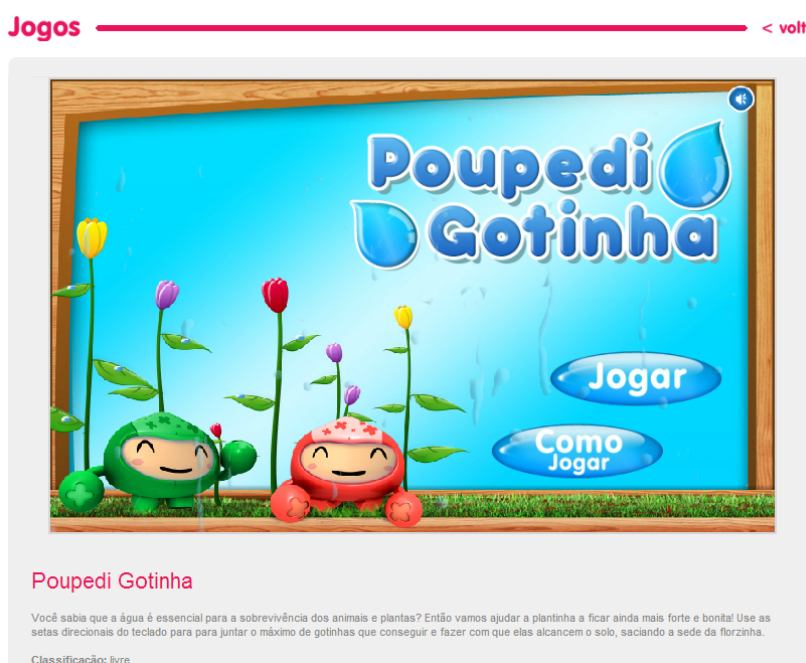 Jogos
< volt
Poupedi
Gotinha
Jogar
Como
Jogar
Poupedi Gotinha
Você sabia que a água é essencial para a sobrevivência dos animais e plantas? Então vamos ajudar a plantinha a ficar ainda mais forte e bonita! Use as
setas direcionais do teclado para para juntar o máximo de gotinhas que conseguir e fazer com que elas alcancem o solo, saciando a sede da florzinha.
Classificação: livre